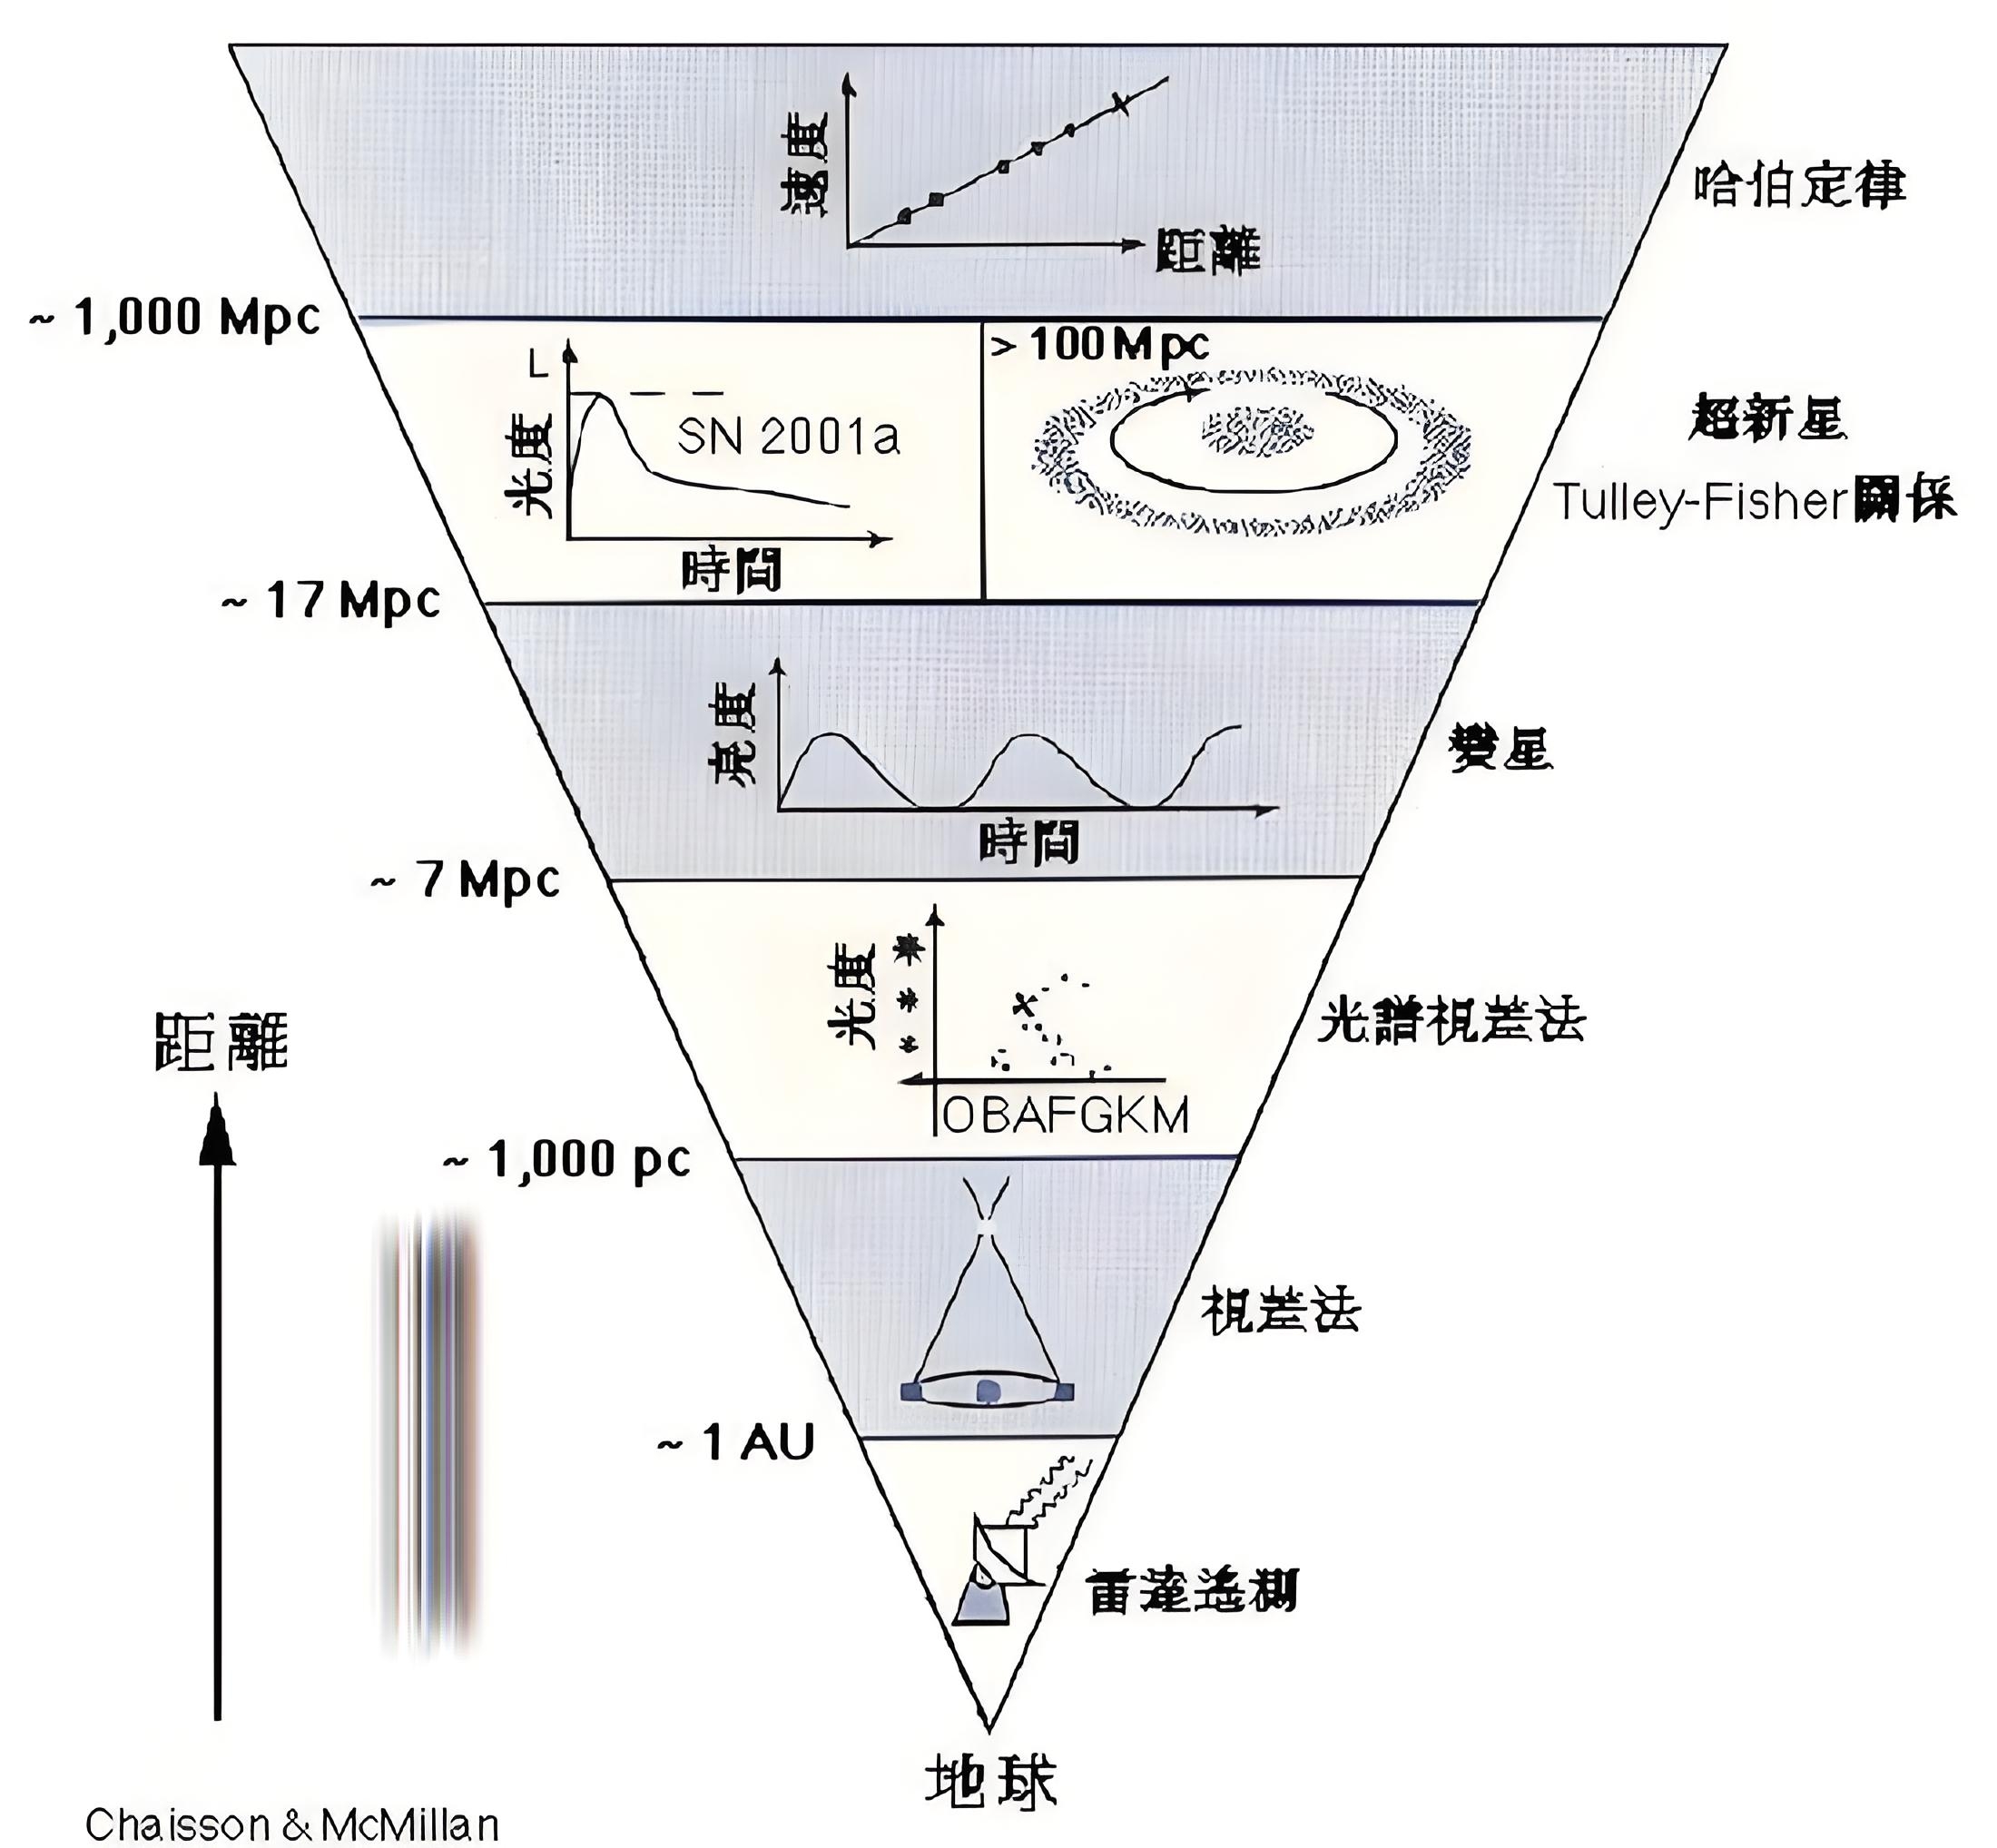 速度
距離
哈伯定律
~ 1,000 Mpc
L
光度
SN 2001a
時間
> 100 Mpc
超新星
Tulley-Fisher關係
~ 17 Mpc
亮度
時間
變星
~ 7 Mpc
光度
OBAFGKM
光譜視差法
距離
~ 1,000 pc
視差法
~ 1 AU
雷達遙測
地球
Chaisson & McMillan